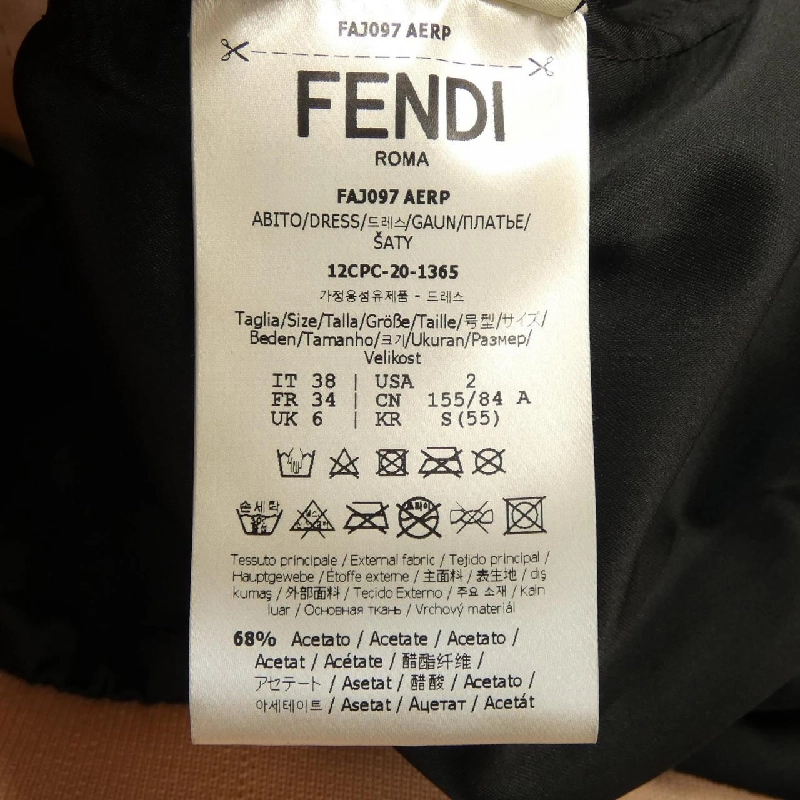 FAJ097 AERP
FENDI
ROMA
FAJ097 AERP
ABITO/DRESS/드레스/GAUN/ПЛАТЬЕ/
ŠATY
12CPC-20-1365
가정용섬유제품 - 드레스
Taglia/Size/Talla/Größe/Taille/号型/サイズ/
Beden/Tamanho/크기/Ukuran/Размер/
Velikost
IT 38 | USA 2
FR 34 | CN 155/84 A
UK 6 | KR S(55)
손세탁
Tessuto principale / External fabric / Tejido principal /
Hauptgewebe / Étoffe externe / 主面料 / 表生地 / dış
kumaş / 外部面料 / Tecido Externo / 주요 소재 / Kain
luar / Основная ткань / Vrchový materiál
68% Acetato / Acetate / Acetato /
Acetat / Acétate / 醋酯纤维 /
アセテート / Asetat / 醋酸 / Acetato /
아세테이트 / Asetat / Ацетат / Acetát